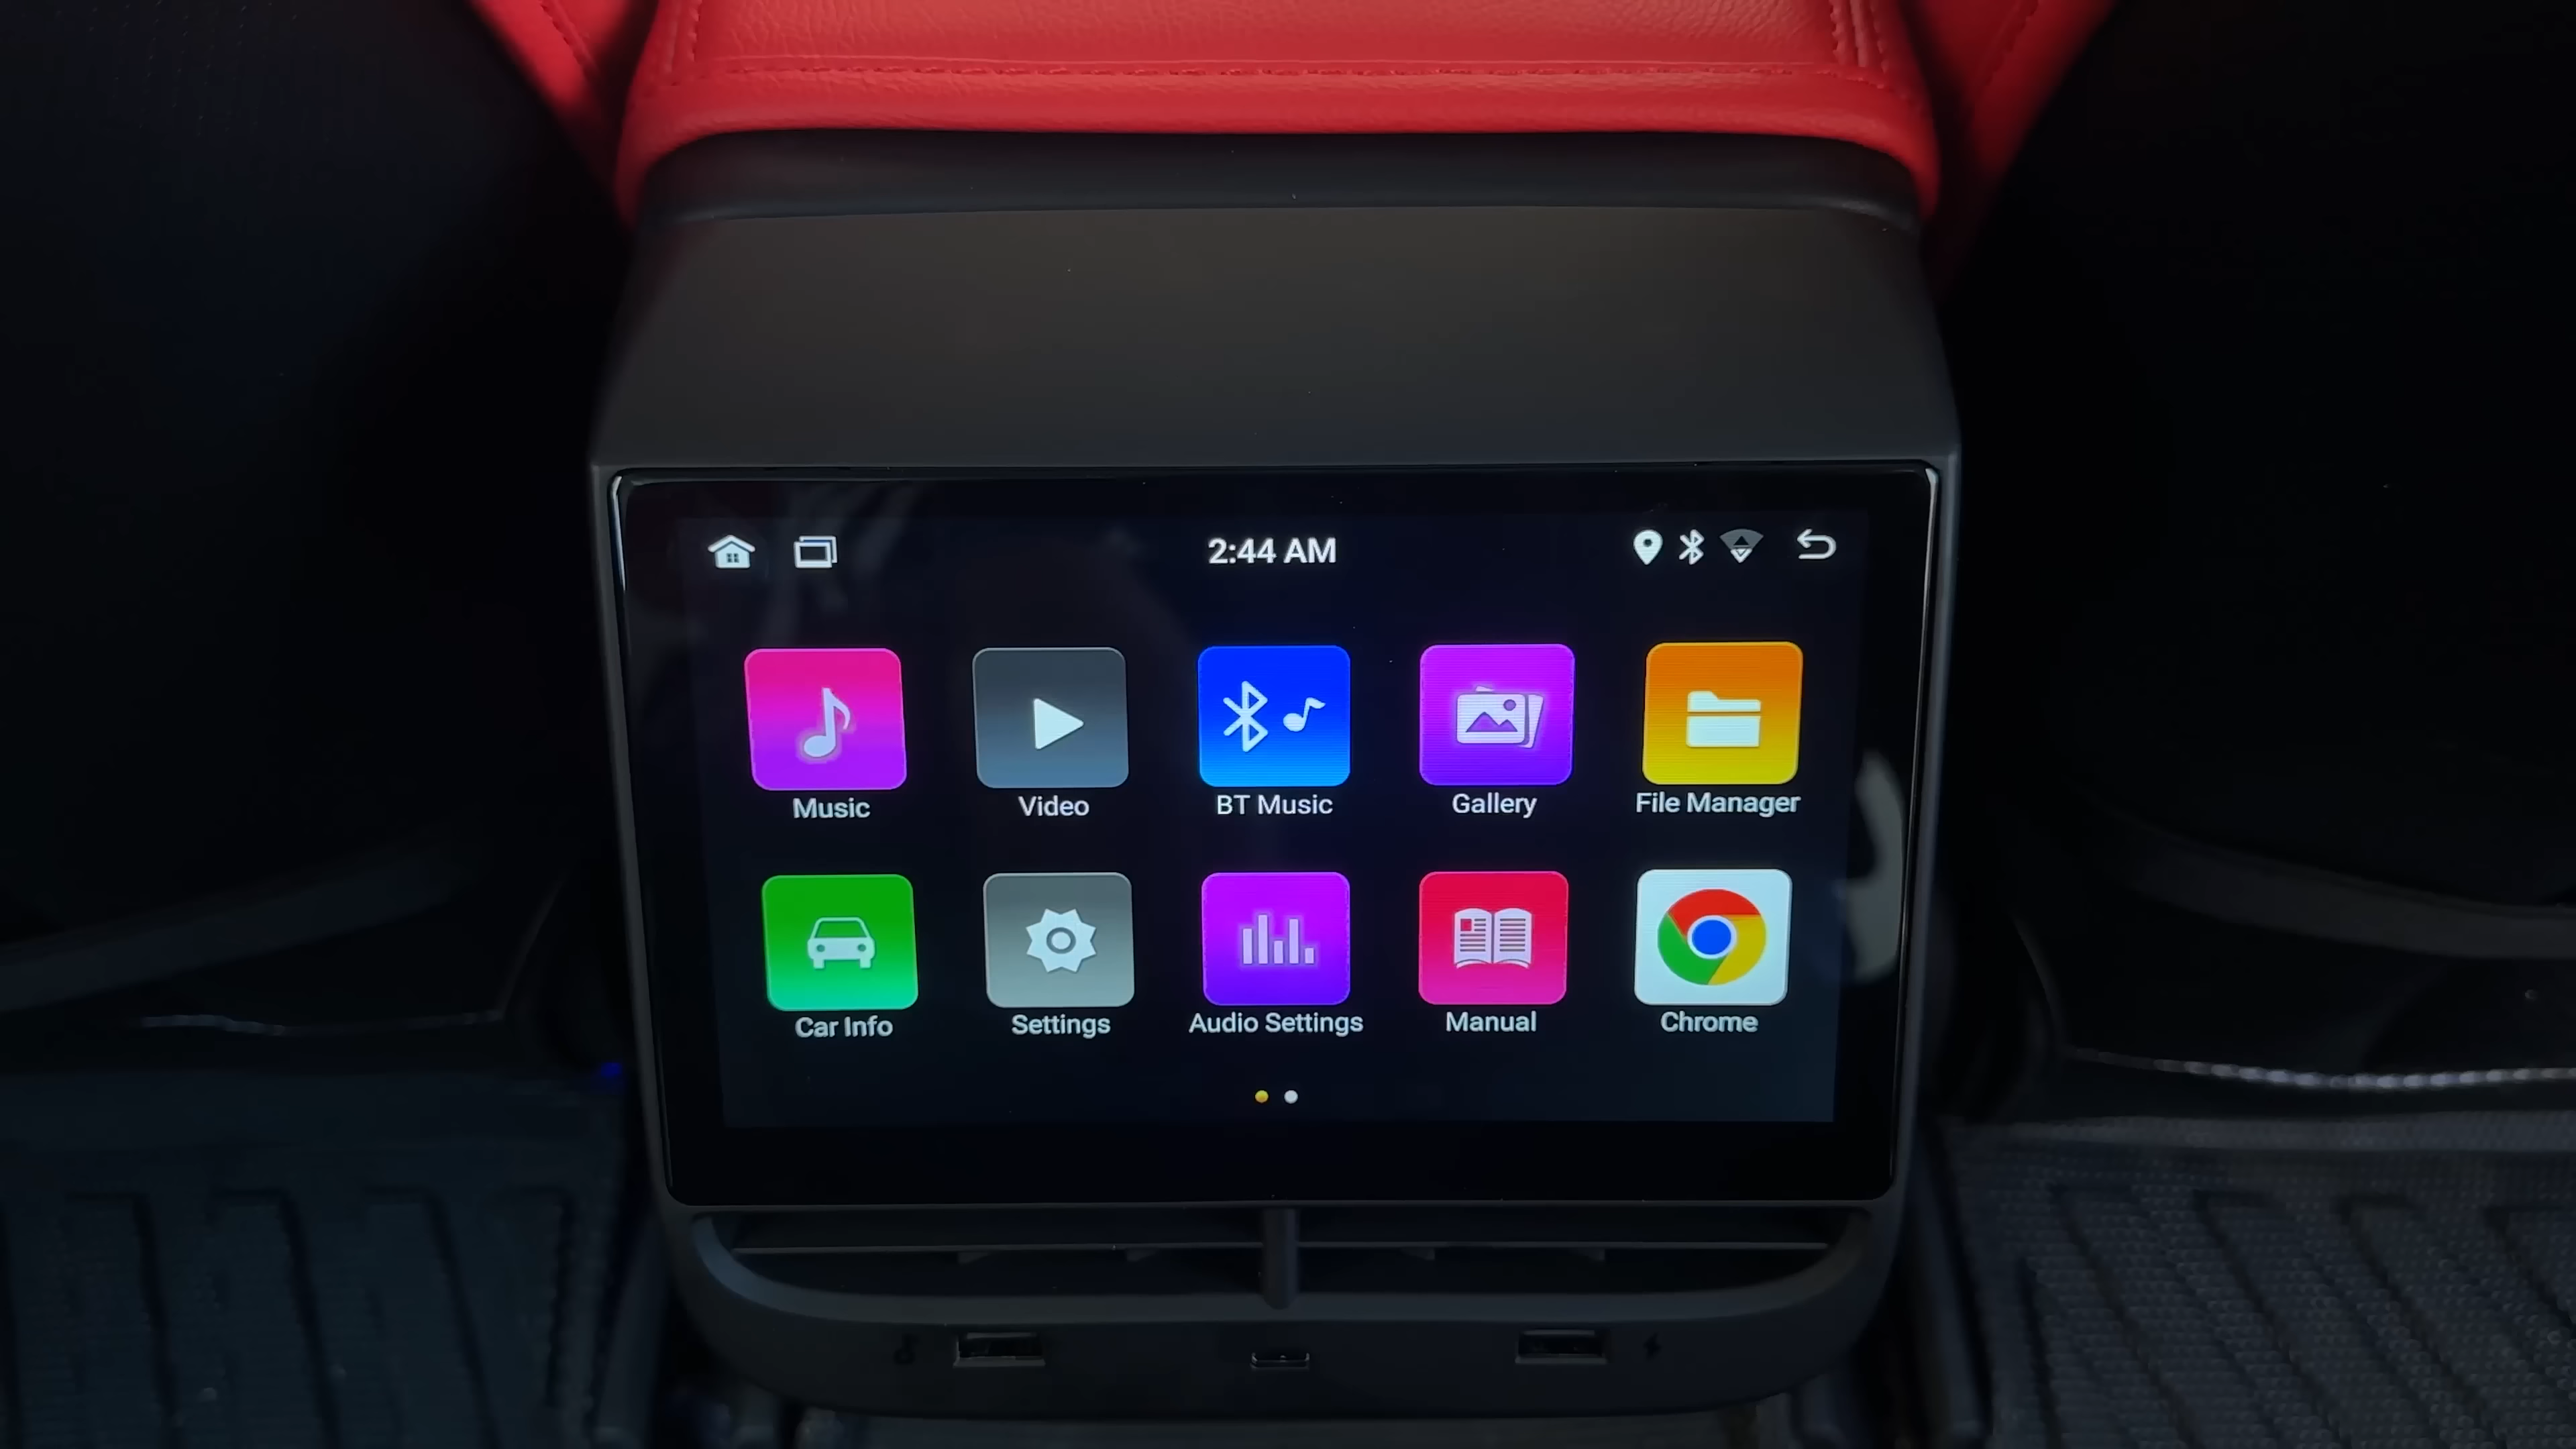 2:44 AM
Music
Video
BT Music
Gallery
File Manager
Car Info
Settings
Audio Settings
Manual
Chrome